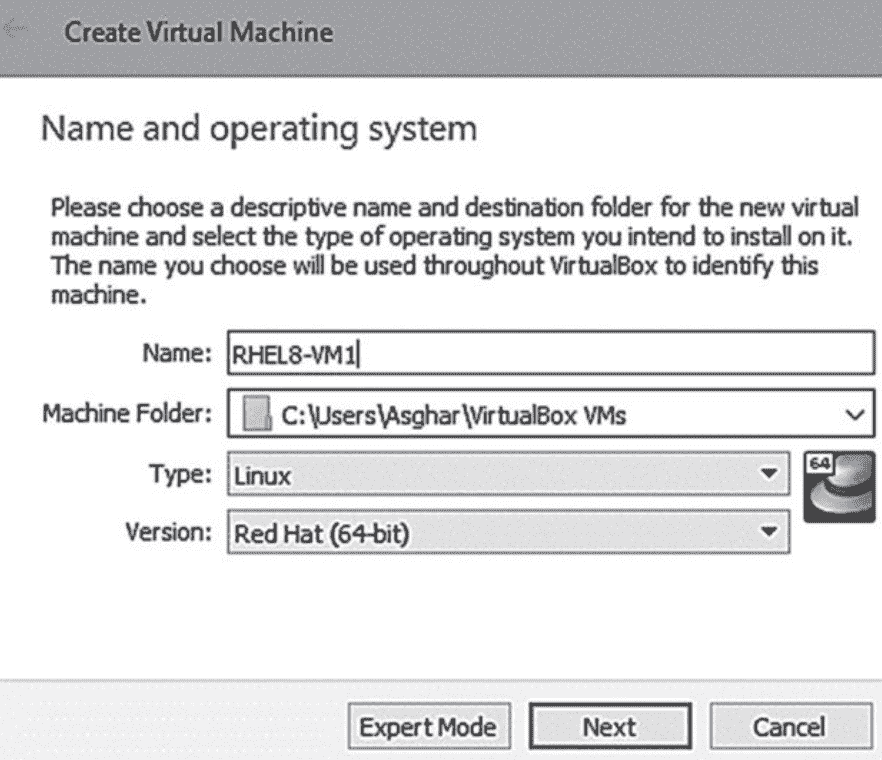 Create Virtual Machine
Name and operating system
Please choose a descriptive name and destination folder for the new virtual
machine and select the type of operating system you intend to install on it.
The name you choose will be used throughout VirtualBox to identify this
machine.
Name: RHEL8-VM1
Machine Folder: C:\Users\Asghar\VirtualBox VMs
Type: Linux
64
Version: Red Hat (64-bit)
Expert Mode Next Cancel